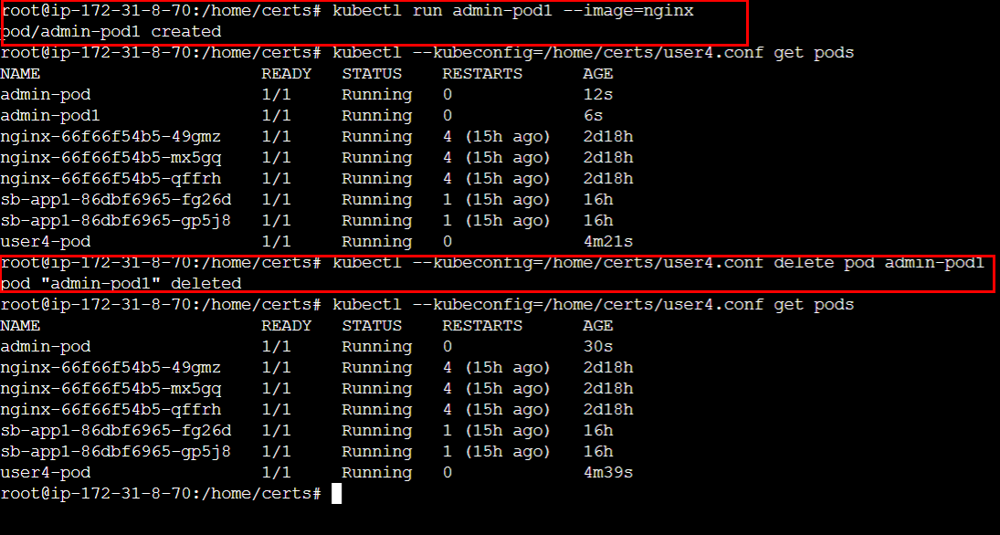 root@ip-172-31-8-70:/home/certs# kubectl run admin-pod1 --image=nginx
pod/admin-pod1 created
root@ip-172-31-8-70:/home/certs# kubectl --kubeconfig=/home/certs/user4.conf get pods
NAME READY STATUS RESTARTS AGE
admin-pod 1/1 Running 0 12s
admin-pod1 1/1 Running 0 6s
nginx-66f66f54b5-49gmz 1/1 Running 4 (15h ago) 2d18h
nginx-66f66f54b5-mx5gq 1/1 Running 4 (15h ago) 2d18h
nginx-66f66f54b5-qffrh 1/1 Running 4 (15h ago) 2d18h
sb-app1-86dbf6965-fg26d 1/1 Running 1 (15h ago) 16h
sb-app1-86dbf6965-gp5j8 1/1 Running 1 (15h ago) 16h
user4-pod 1/1 Running 0 4m21s
root@ip-172-31-8-70:/home/certs# kubectl --kubeconfig=/home/certs/user4.conf delete pod admin-pod1
pod "admin-pod1" deleted
root@ip-172-31-8-70:/home/certs# kubectl --kubeconfig=/home/certs/user4.conf get pods
NAME READY STATUS RESTARTS AGE
admin-pod 1/1 Running 0 30s
nginx-66f66f54b5-49gmz 1/1 Running 4 (15h ago) 2d18h
nginx-66f66f54b5-mx5gq 1/1 Running 4 (15h ago) 2d18h
nginx-66f66f54b5-qffrh 1/1 Running 4 (15h ago) 2d18h
sb-app1-86dbf6965-fg26d 1/1 Running 1 (15h ago) 16h
sb-app1-86dbf6965-gp5j8 1/1 Running 1 (15h ago) 16h
user4-pod 1/1 Running 0 4m39s
root@ip-172-31-8-70:/home/certs#